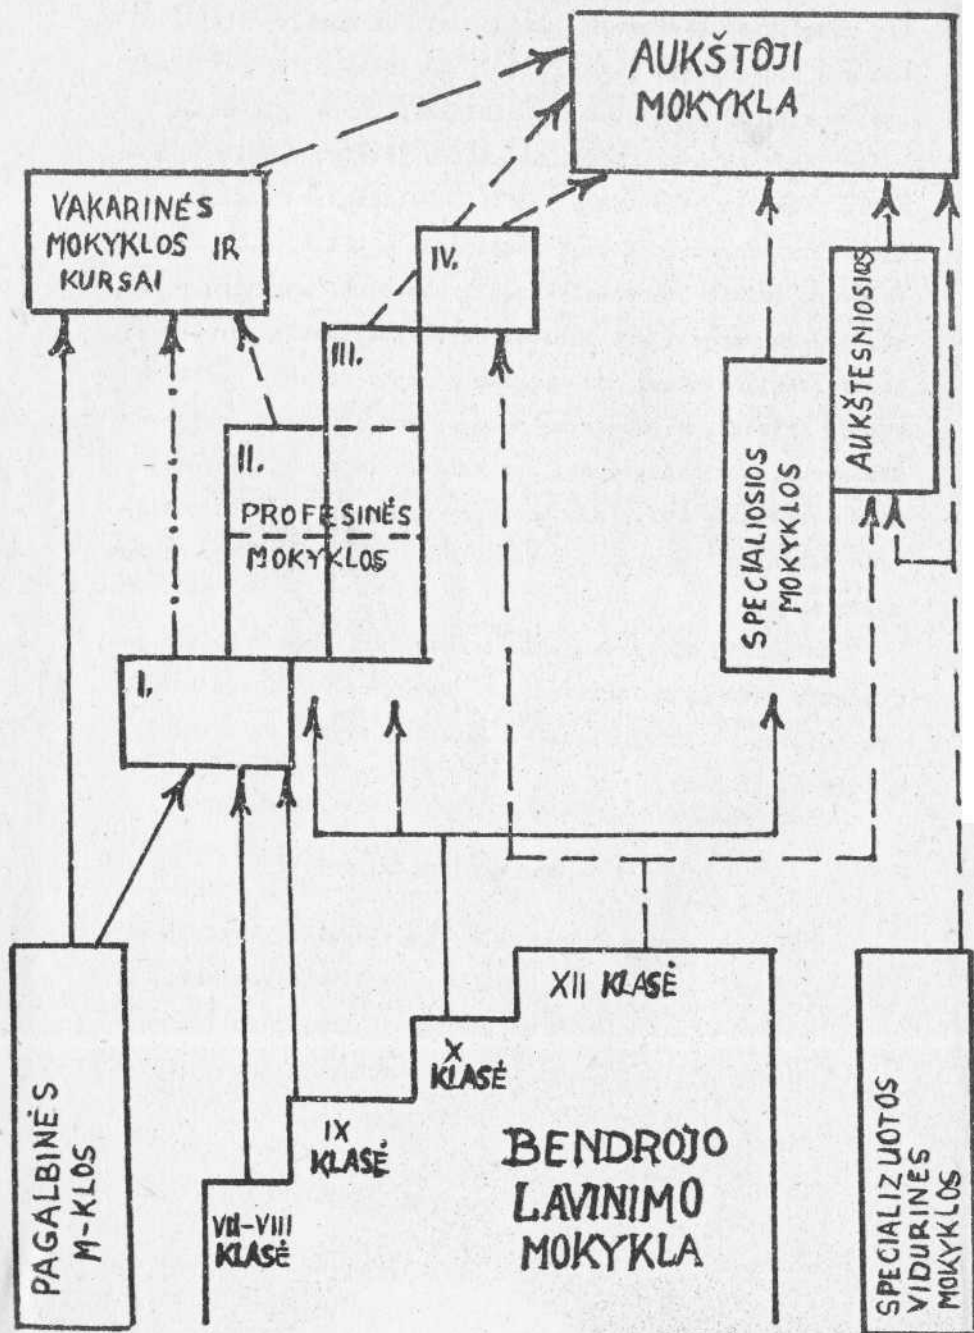 AUKŠTOJI
MOKYKLA
VAKARINĖS
MOKYKLOS IR
KURSAI
IV.
III.
II.
PROFESINĖS
MOKYKLOS
I.
SPECIALIOSIOS
MOKYKLOS
AUKŠTESNIOSIOS
XII KLASĖ
X
KLASĖ
IX
KLASĖ
VII-VIII
KLASĖ
BENDROJO
LAVINIMO
MOKYKLA
PAGALBINĖS
M-KLOS
SPECIALIZUOTOS
VIDURINĖS
MOKYKLOS